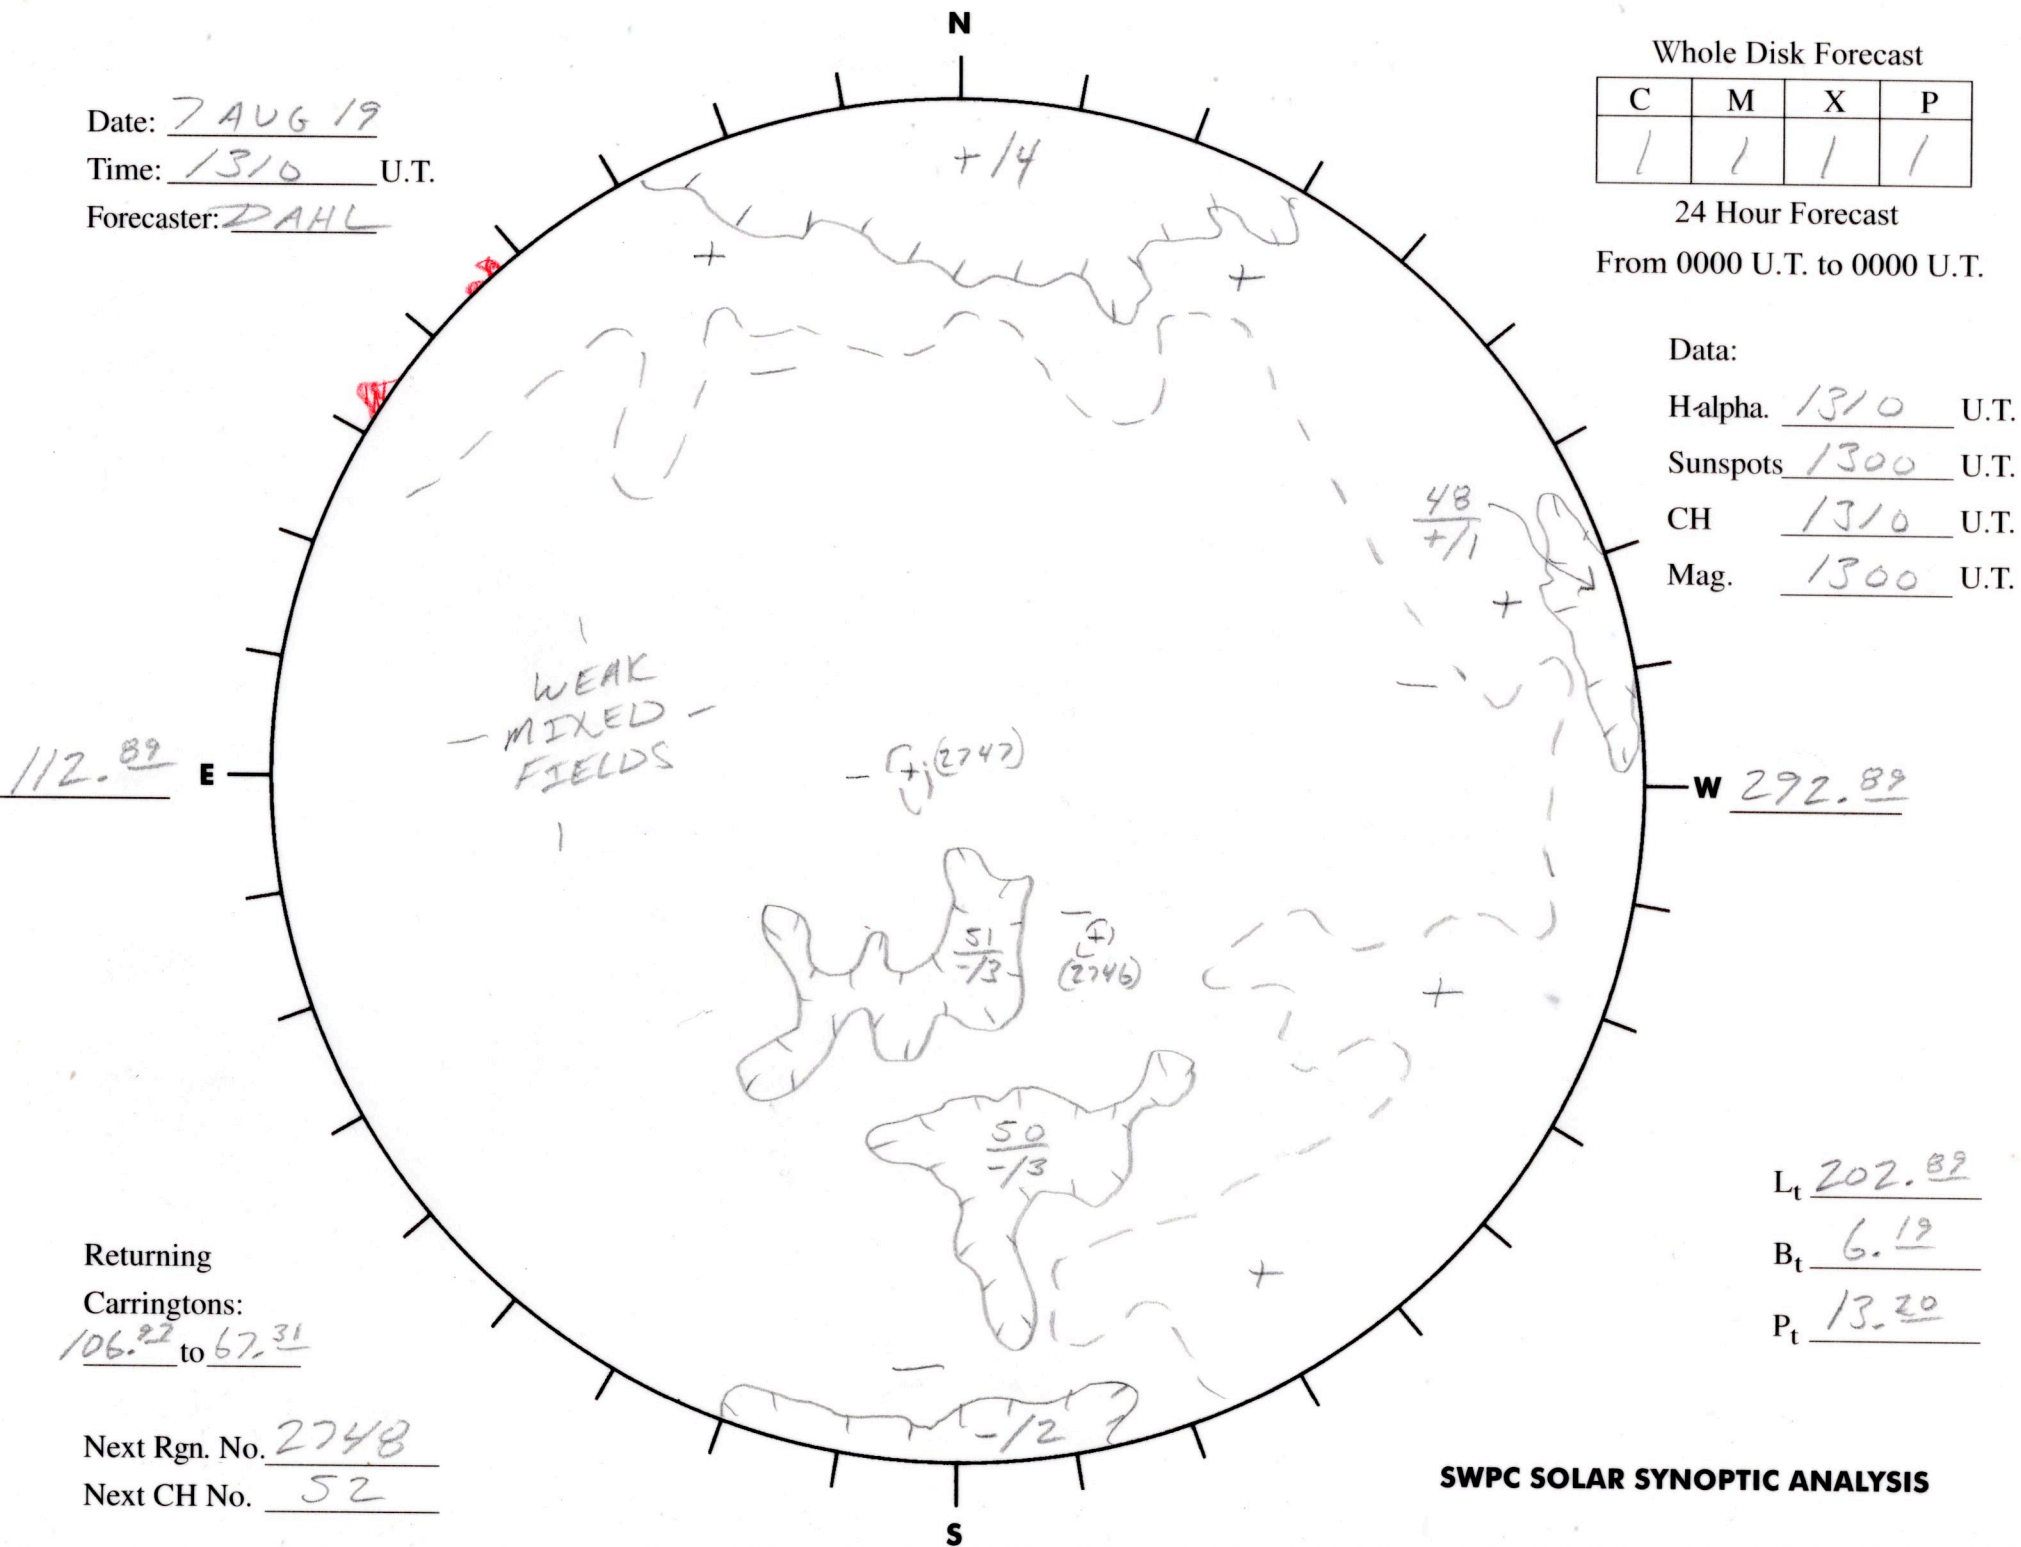 N
Date: 7 AUG 19
Time: 1310 U.T.
Forecaster: DAHL
Whole Disk Forecast
C M X P
1 1 1 1
24 Hour Forecast
From 0000 U.T. to 0000 U.T.
+/4
+
+
Data:
H-alpha. 1310 U.T.
Sunspots 1300 U.T.
CH 1310 U.T.
Mag. 1300 U.T.
48
+/1
+
WEAK
MIXED
FIELDS
112.89 E
W 292.89
(2747)
+
51
-/3
(+)
(2746)
+
50
-/3
+
-/2
Lt 202.89
Bt 6.19
Pt 13.20
Returning
Carringtons:
106.92 to 67.31
Next Rgn. No. 2748
Next CH No. 52
SWPC SOLAR SYNOPTIC ANALYSIS
S